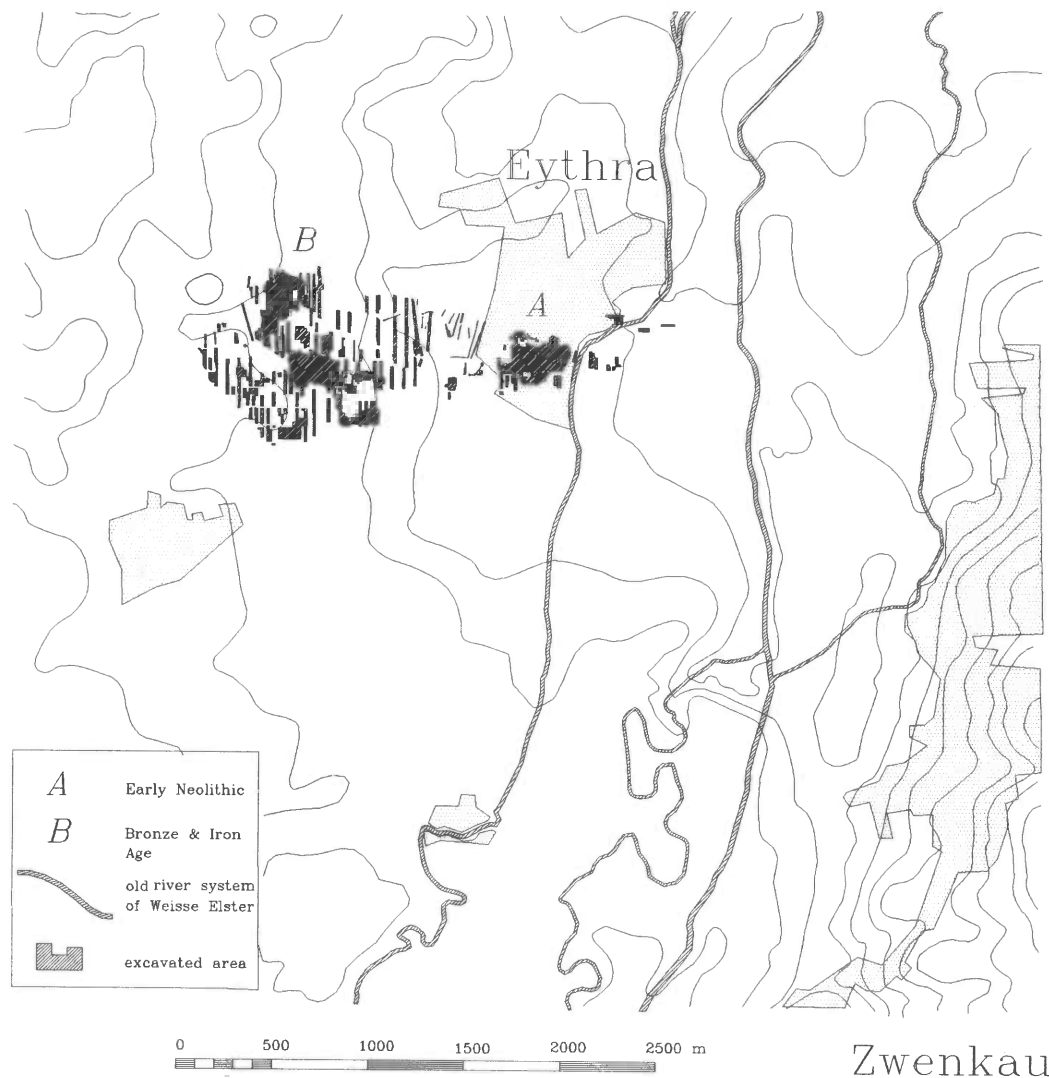 Eythra
B
A
A Early Neolithic
B Bronze & Iron
Age
old river system
of Weisse Elster
excavated area
0 500 1000 1500 2000 2500 m
Zwenkau